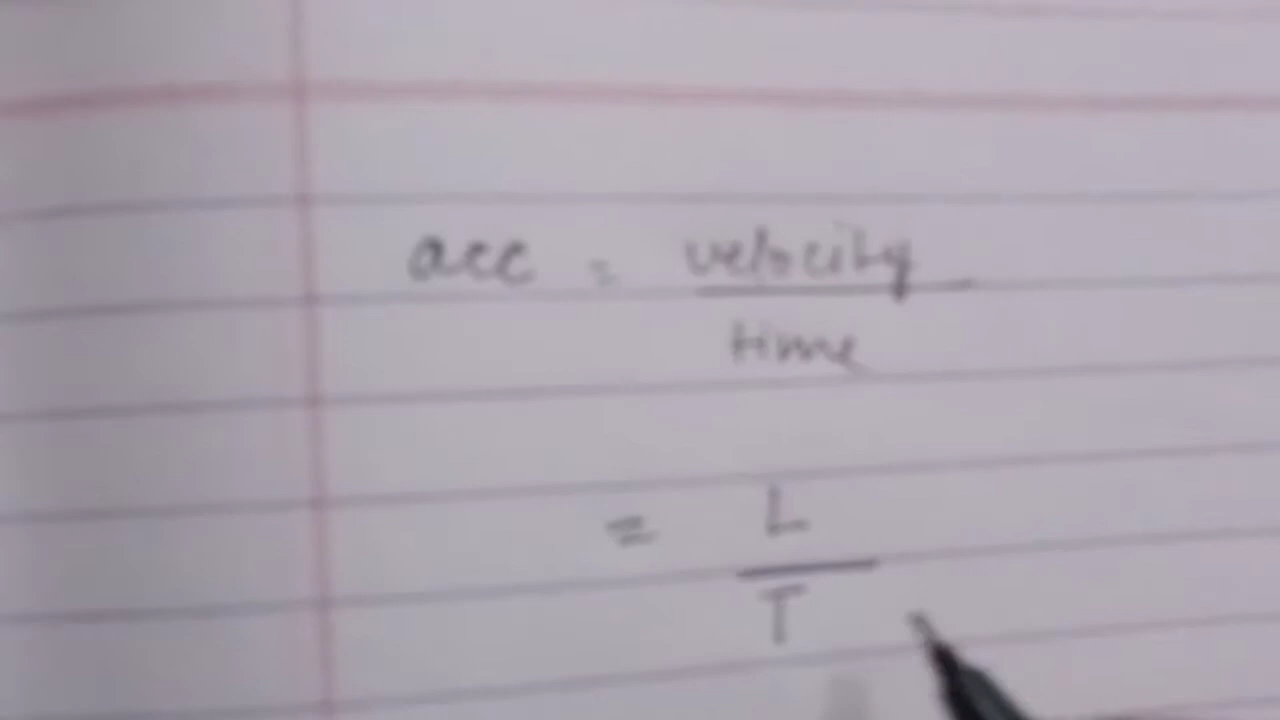 acc = velocity
time
= L
T